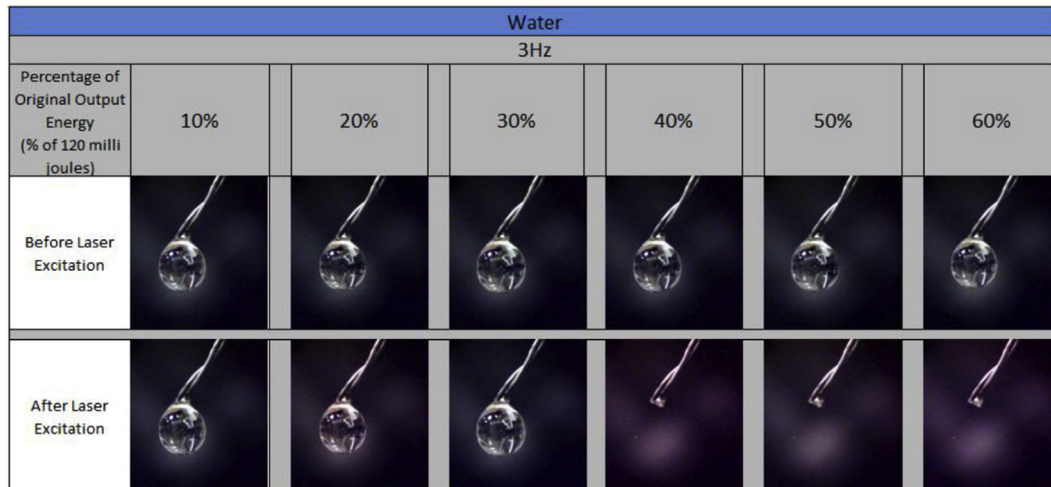 Water
3Hz
Percentage of
Original Output
Energy
(% of 120 milli
joules)
10%
20%
30%
40%
50%
60%
Before Laser
Excitation
After Laser
Excitation